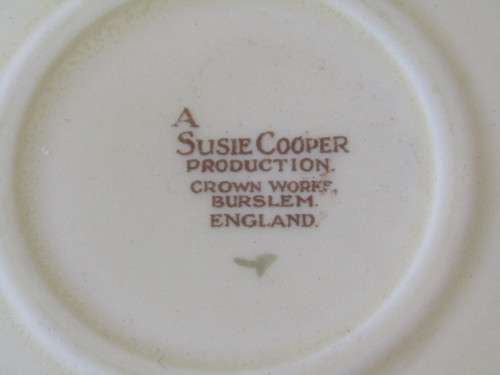 A
SUSIE COOPER
PRODUCTION.
CROWN WORKS,
BURSLEM.
ENGLAND.